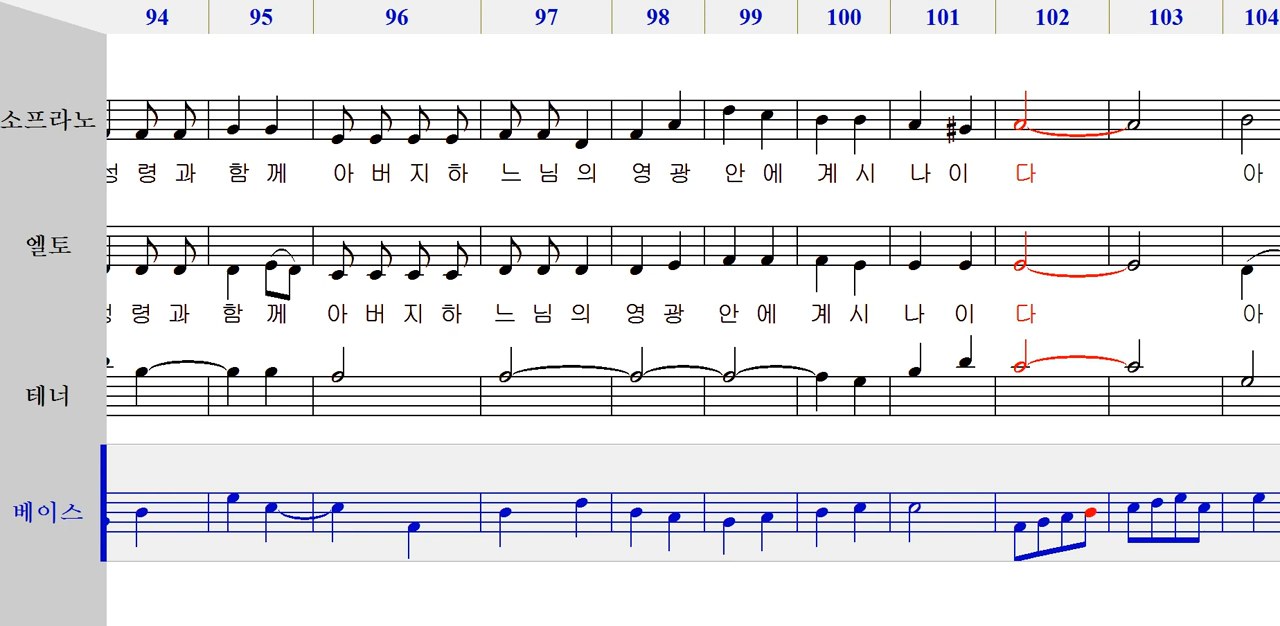 94 95 96 97 98 99 100 101 102 103 104
소프라노
령 과 함 께 아 버 지 하 느 님 의 영 광 안 에 계 시 나 이 다 아
엘토
령 과 함 께 아 버 지 하 느 님 의 영 광 안 에 계 시 나 이 다 아
테너
베이스